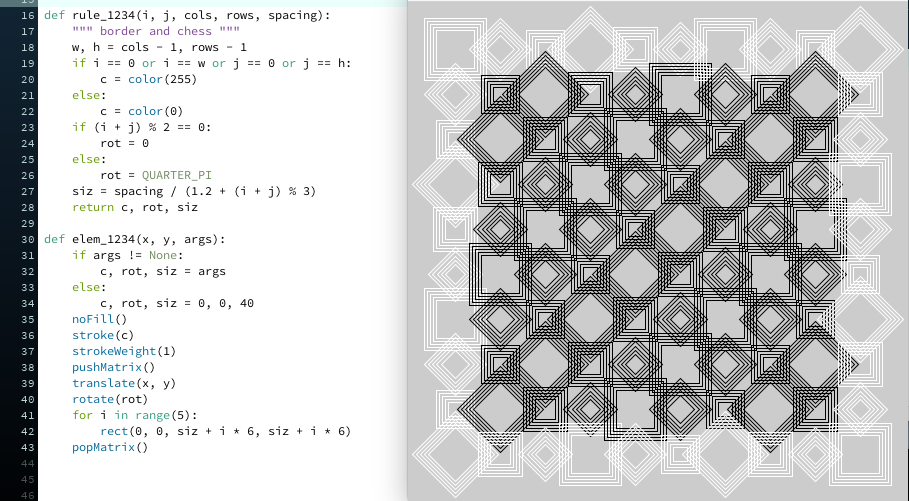 16 def rule_1234(i, j, cols, rows, spacing):
17     """ border and chess """
18     w, h = cols - 1, rows - 1
19     if i == 0 or i == w or j == 0 or j == h:
20         c = color(255)
21     else:
22         c = color(0)
23     if (i + j) % 2 == 0:
24         rot = 0
25     else:
26         rot = QUARTER_PI
27     siz = spacing / (1.2 + (i + j) % 3)
28     return c, rot, siz
29
30 def elem_1234(x, y, args):
31     if args != None:
32         c, rot, siz = args
33     else:
34         c, rot, siz = 0, 0, 40
35     noFill()
36     stroke(c)
37     strokeWeight(1)
38     pushMatrix()
39     translate(x, y)
40     rotate(rot)
41     for i in range(5):
42         rect(0, 0, siz + i * 6, siz + i * 6)
43     popMatrix()
44
45
46